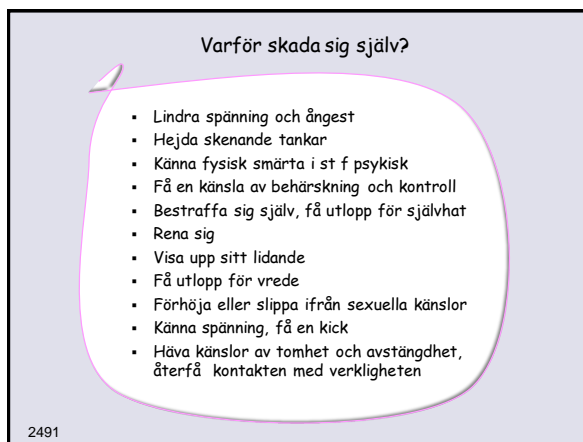 Varför skada sig själv?
▪ Lindra spänning och ångest
▪ Hejda skenande tankar
▪ Känna fysisk smärta i st f psykisk
▪ Få en känsla av behärskning och kontroll
▪ Bestraffa sig själv, få utlopp för självhat
▪ Rena sig
▪ Visa upp sitt lidande
▪ Få utlopp för vrede
▪ Förhöja eller slippa ifrån sexuella känslor
▪ Känna spänning, få en kick
▪ Häva känslor av tomhet och avstängdhet,
återfå kontakten med verkligheten
2491